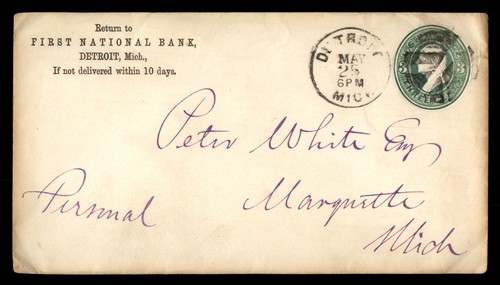 Return to
FIRST NATIONAL BANK,
DETROIT, Mich.,
If not delivered within 10 days.
DETROIT
MAY
25
6PM
MICH.
Peter White Esq
Personal
Marquette
Mich